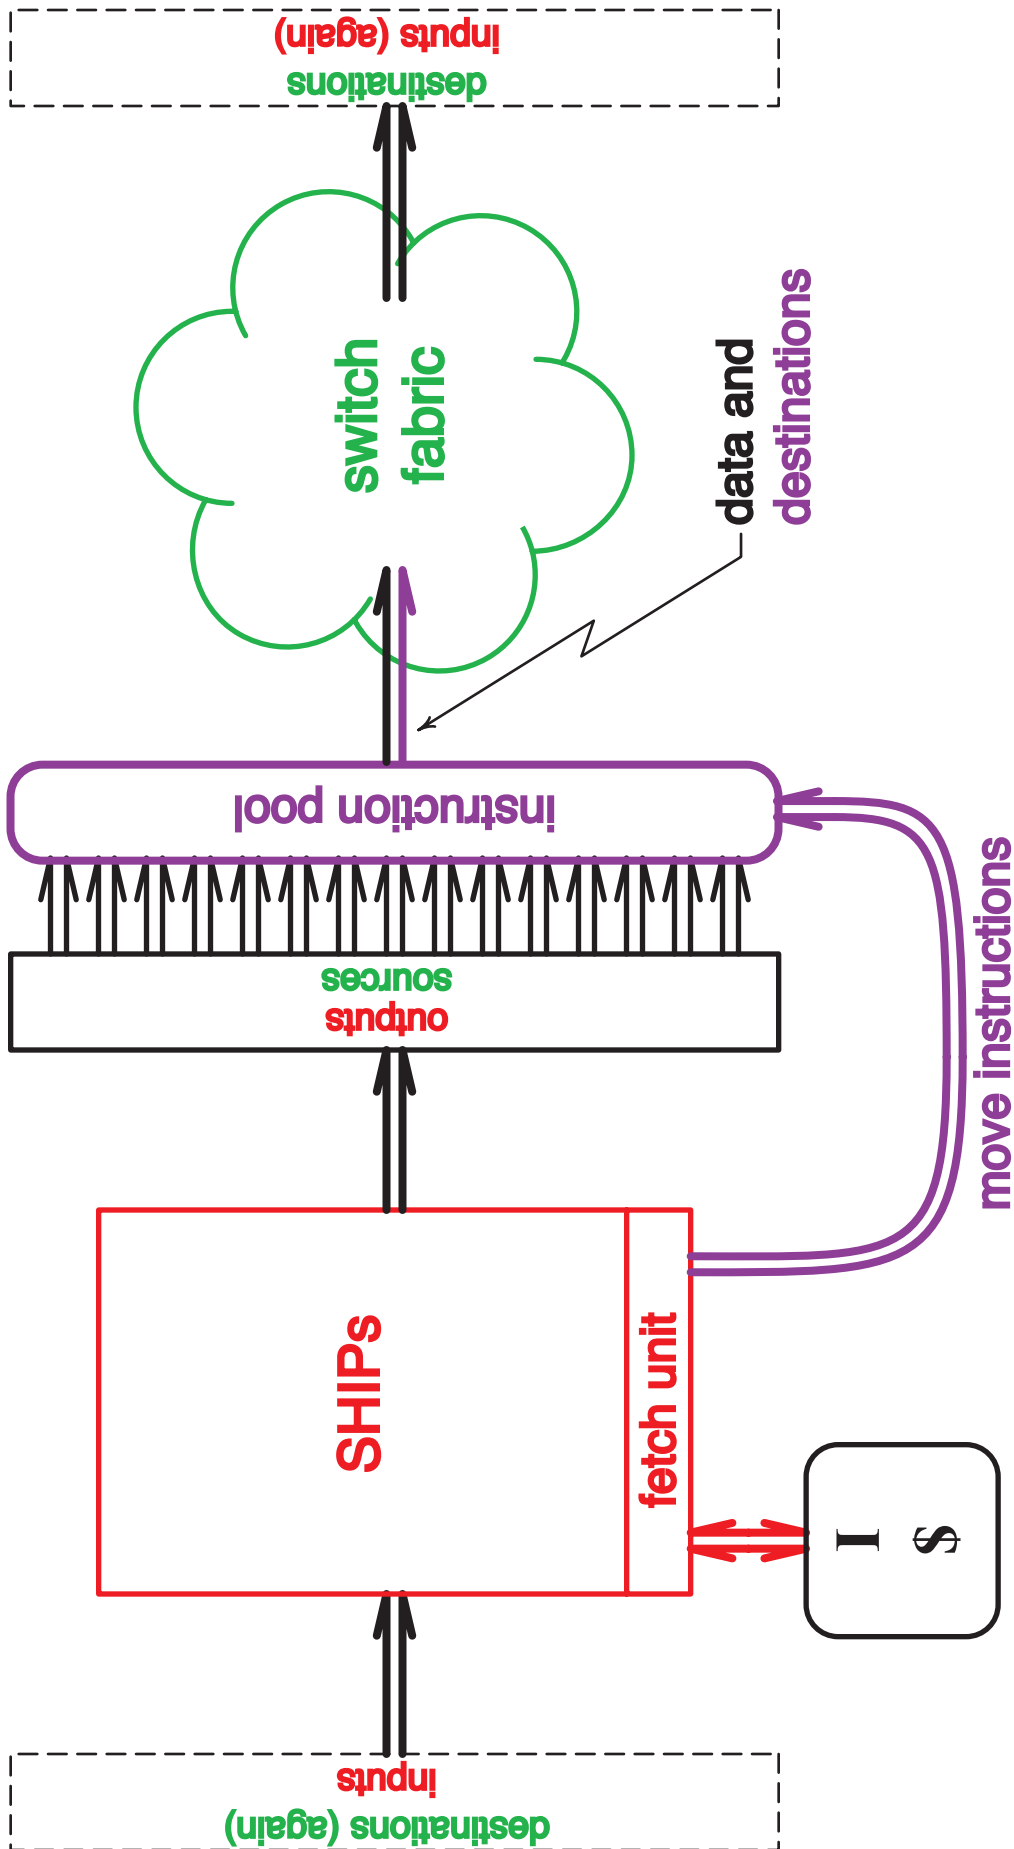 destinations (again)
inputs
SHIPs
fetch unit
I
$
outputs
sources
move instructions
instruction pool
data and
destinations
switch
fabric
destinations
inputs (again)